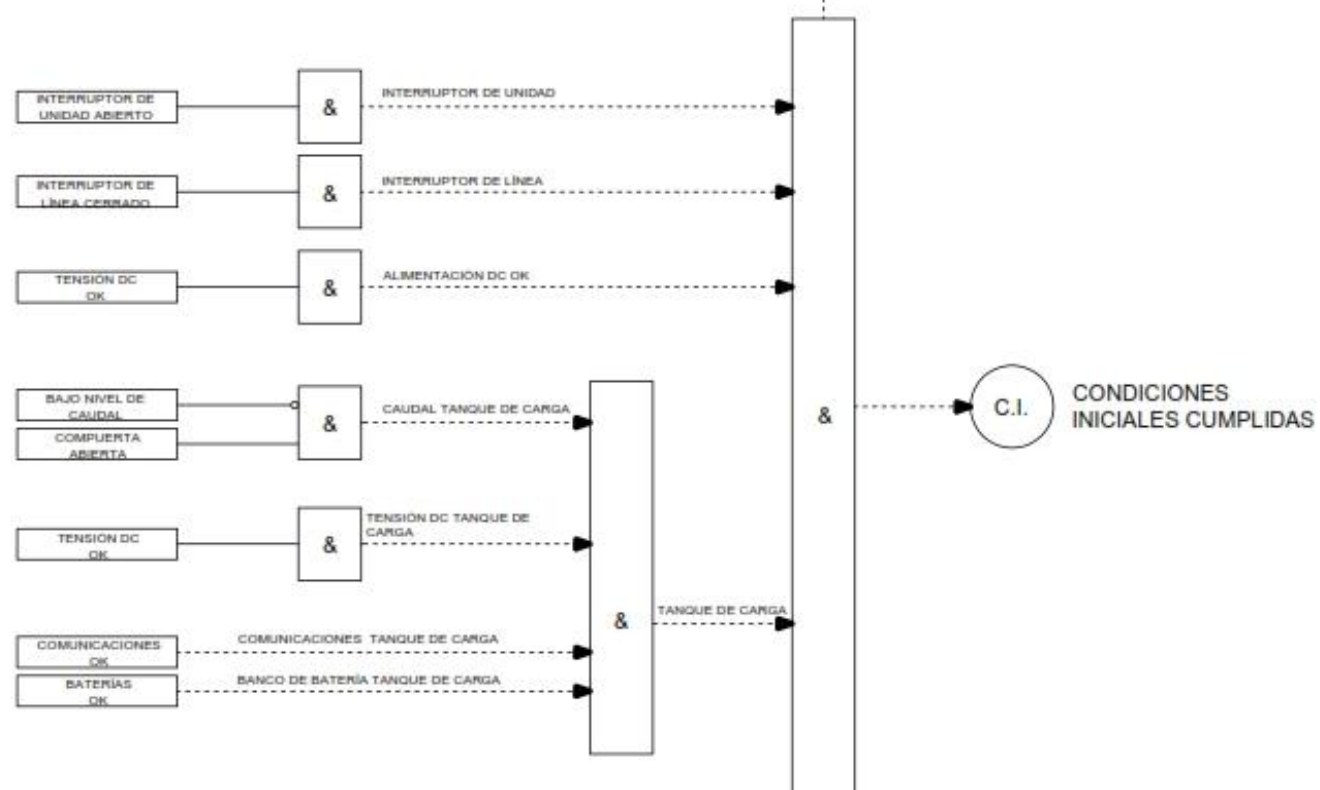 INTERRUPTOR DE
UNIDAD ABIERTO
&
INTERRUPTOR DE UNIDAD
INTERRUPTOR DE
LÍNEA CERRADO
&
INTERRUPTOR DE LÍNEA
TENSIÓN DC
OK
&
ALIMENTACIÓN DC OK
BAJO NIVEL DE
CAUDAL
COMPUERTA
ABIERTA
&
CAUDAL TANQUE DE CARGA
TENSIÓN DC
OK
&
TENSIÓN DC TANQUE DE
CARGA
COMUNICACIONES
OK
COMUNICACIONES TANQUE DE CARGA
BATERÍAS
OK
BANCO DE BATERÍA TANQUE DE CARGA
&
TANQUE DE CARGA
&
C.I.
CONDICIONES
INICIALES CUMPLIDAS